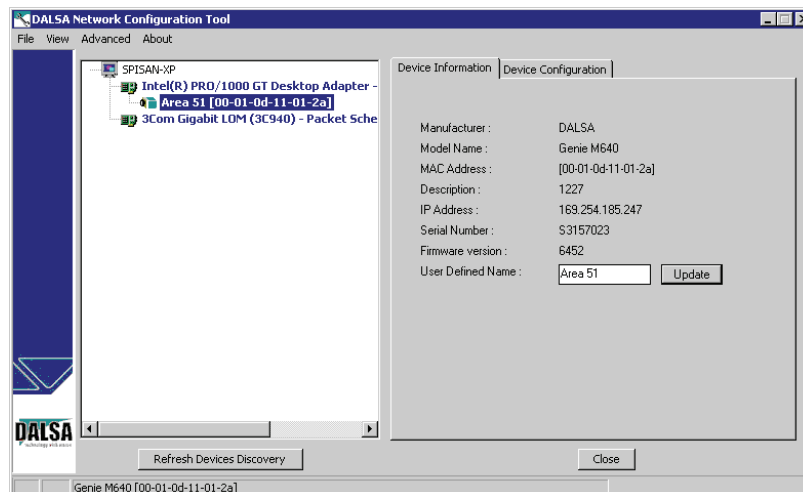 DALSA Network Configuration Tool
File View Advanced About
SPISAN-XP
Intel(R) PRO/1000 GT Desktop Adapter -
Area 51 [00-01-0d-11-01-2a]
3Com Gigabit LOM (3C940) - Packet Sche
Device Information Device Configuration
Manufacturer : DALSA
Model Name : Genie M640
MAC Address : [00-01-0d-11-01-2a]
Description : 1227
IP Address : 169.254.185.247
Serial Number : S3157023
Firmware version : 6452
User Defined Name : Area 51 Update
DALSA
Refresh Devices Discovery Close
Genie M640 [00-01-0d-11-01-2a]